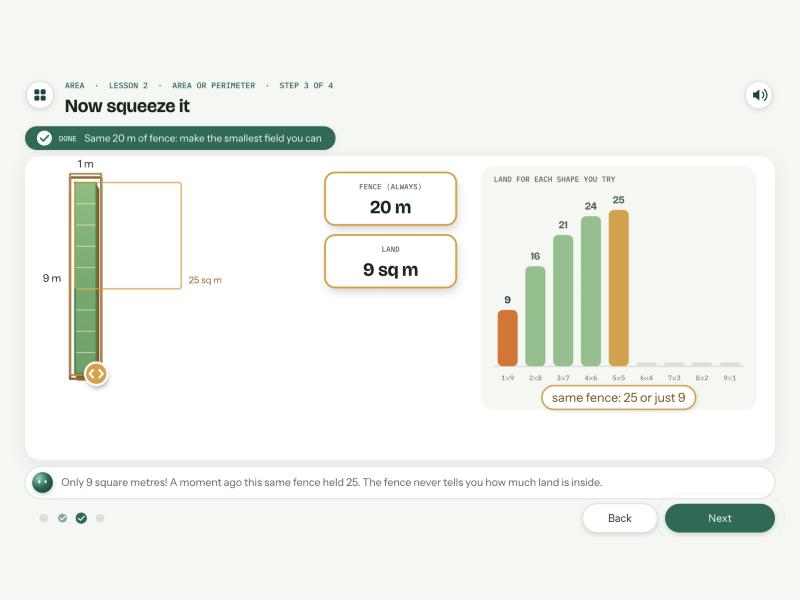 AREA · LESSON 2 · AREA OR PERIMETER · STEP 3 OF 4
Now squeeze it
DONE Same 20 m of fence: make the smallest field you can
1 m
9 m
25 sq m
FENCE (ALWAYS)
20 m
LAND
9 sq m
LAND FOR EACH SHAPE YOU TRY
9 16 21 24 25
1×9 2×8 3×7 4×6 5×5 6×4 7×3 8×2 9×1
same fence: 25 or just 9
Only 9 square metres! A moment ago this same fence held 25. The fence never tells you how much land is inside.
Back
Next